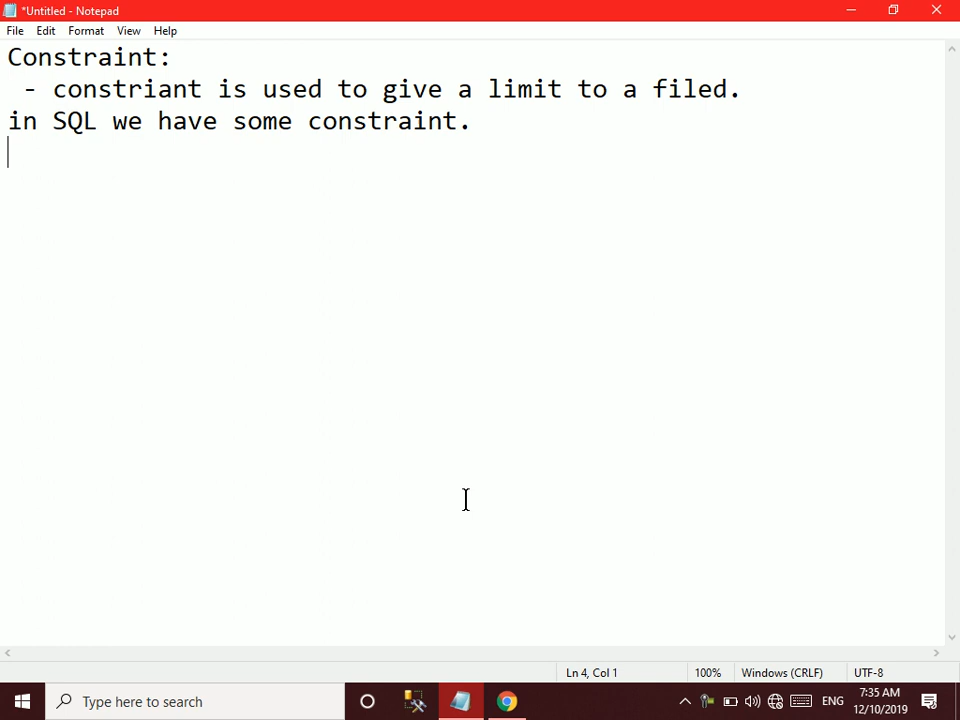 *Untitled - Notepad
File Edit Format View Help
Constraint:
- constriant is used to give a limit to a filed.
in SQL we have some constraint.
Ln 4, Col 1 100% Windows (CRLF) UTF-8
Type here to search ENG 7:35 AM
12/10/2019